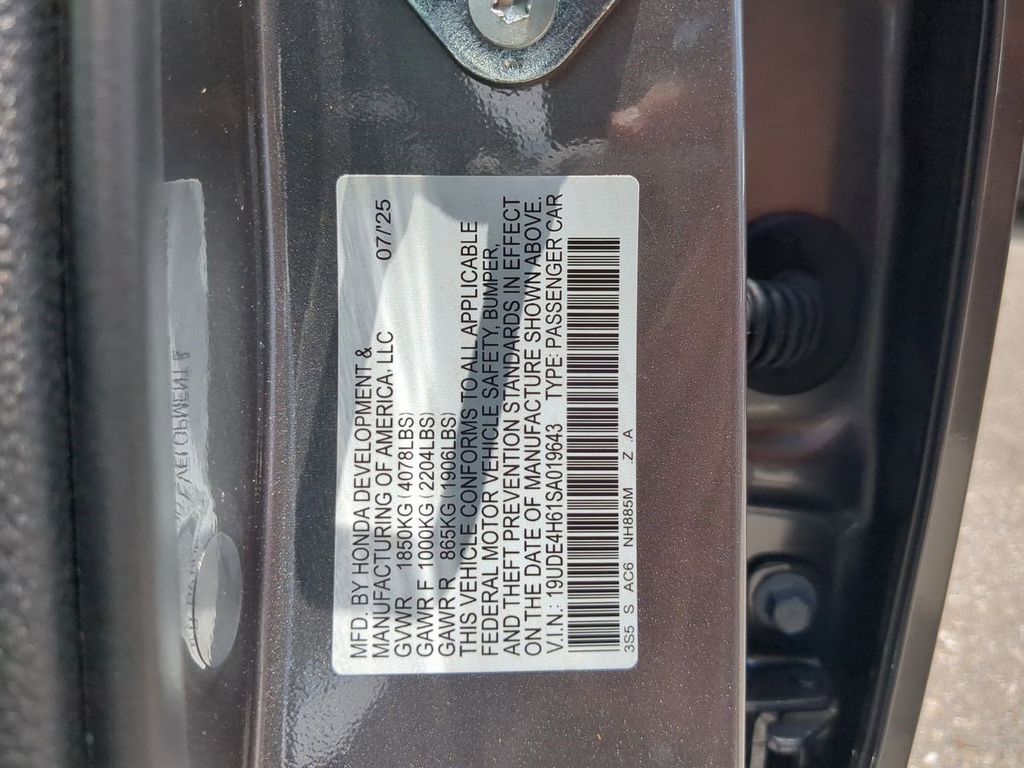 MFD. BY HONDA DEVELOPMENT &
MANUFACTURING OF AMERICA, LLC 07/'25
GVWR 1850KG (4078LBS)
GAWR F 1000KG (2204LBS)
GAWR R 865KG (1906LBS)
THIS VEHICLE CONFORMS TO ALL APPLICABLE
FEDERAL MOTOR VEHICLE SAFETY, BUMPER,
AND THEFT PREVENTION STANDARDS IN EFFECT
ON THE DATE OF MANUFACTURE SHOWN ABOVE.
V.I.N.: 19UDE4H61SA019643 TYPE: PASSENGER CAR
3S5 S AC6 NH885M .Z .A